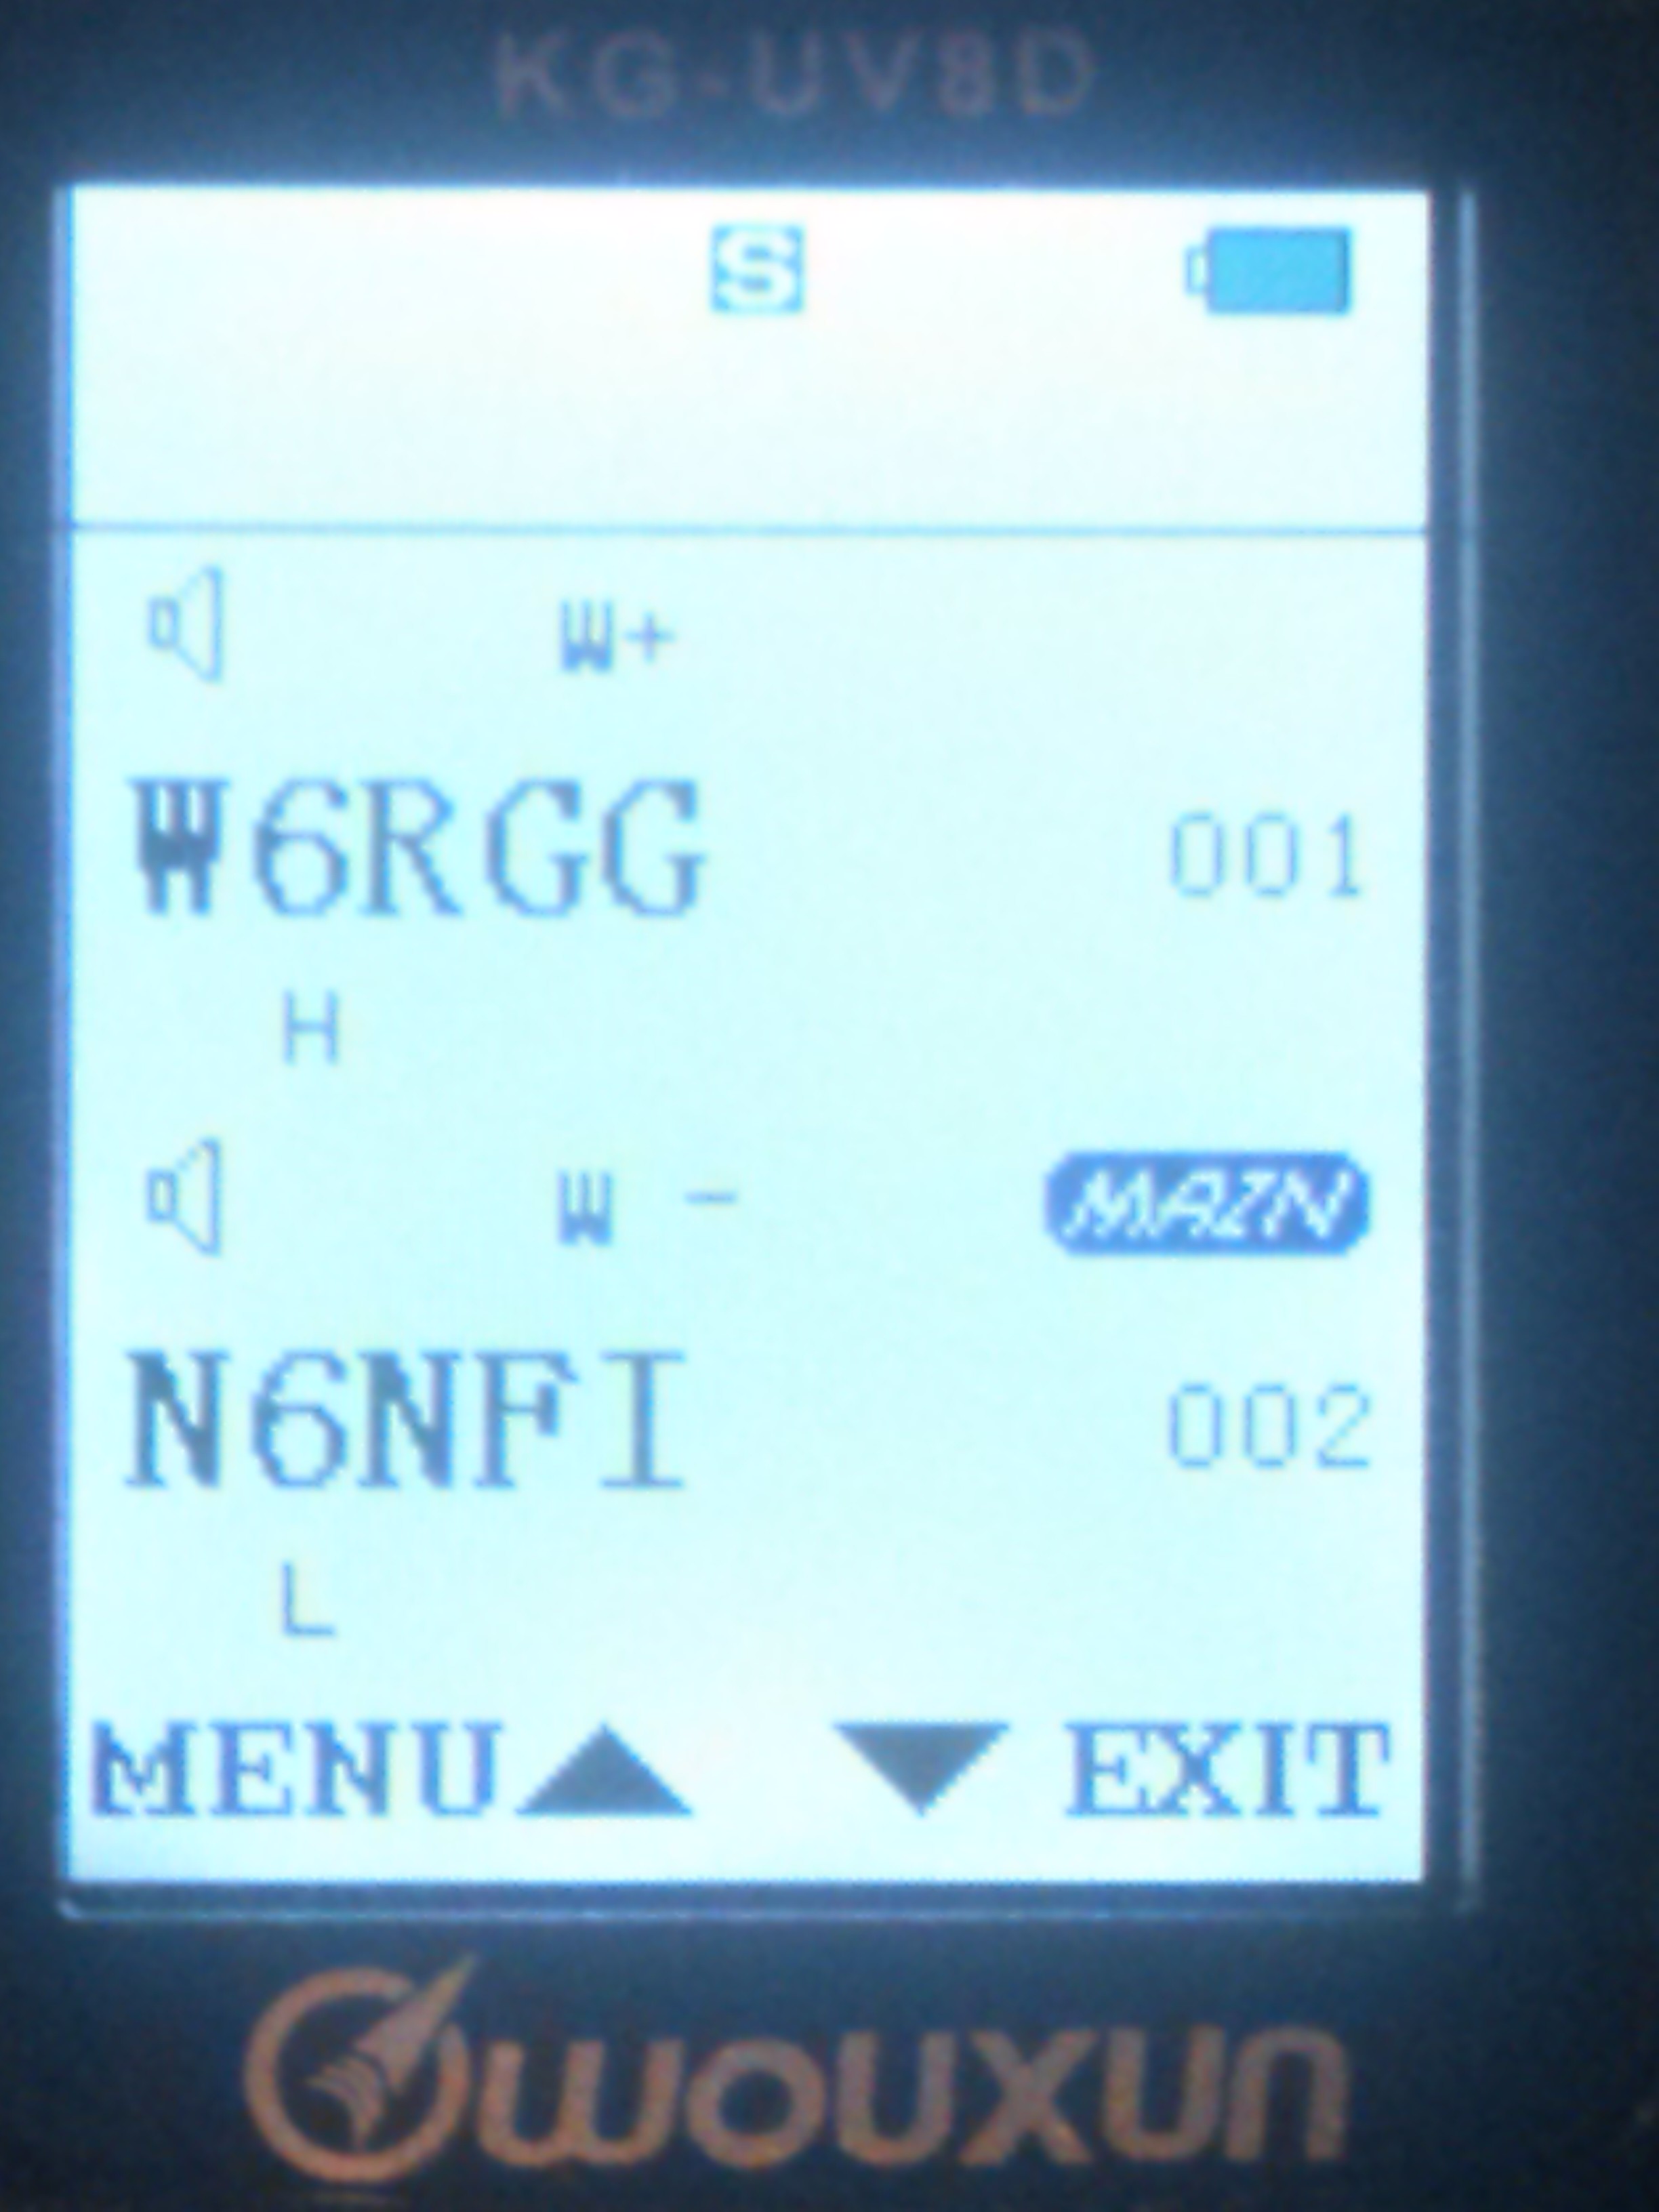 KG-UV8D
S
W+
W6RGG 001
H
W - MAIN
N6NFI 002
L
MENU EXIT
wouxun